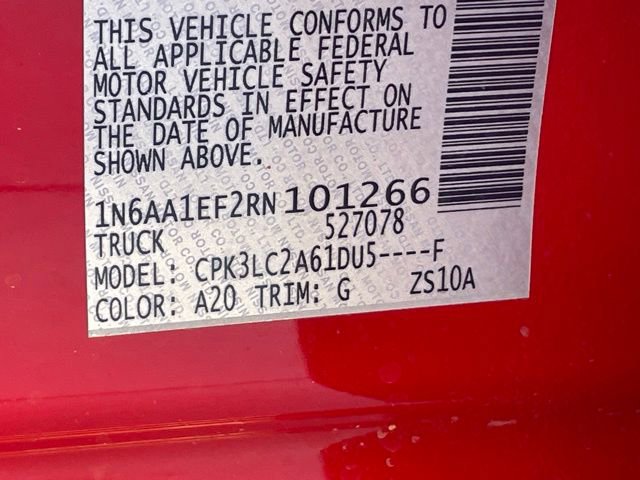 THIS VEHICLE CONFORMS TO
ALL APPLICABLE FEDERAL
MOTOR VEHICLE SAFETY
STANDARDS IN EFFECT ON
THE DATE OF MANUFACTURE
SHOWN ABOVE.
1N6AA1EF2RN101266
TRUCK 527078
MODEL: CPK3LC2A61DU5----F
COLOR: A20 TRIM: G ZS10A